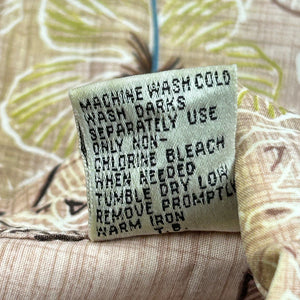 MACHINE WASH COLD
WASH DARKS
SEPARATELY USE
ONLY NON-
CHLORINE BLEACH
WHEN NEEDED
TUMBLE DRY LOW
REMOVE PROMPTLY
WARM IRON
T.B.